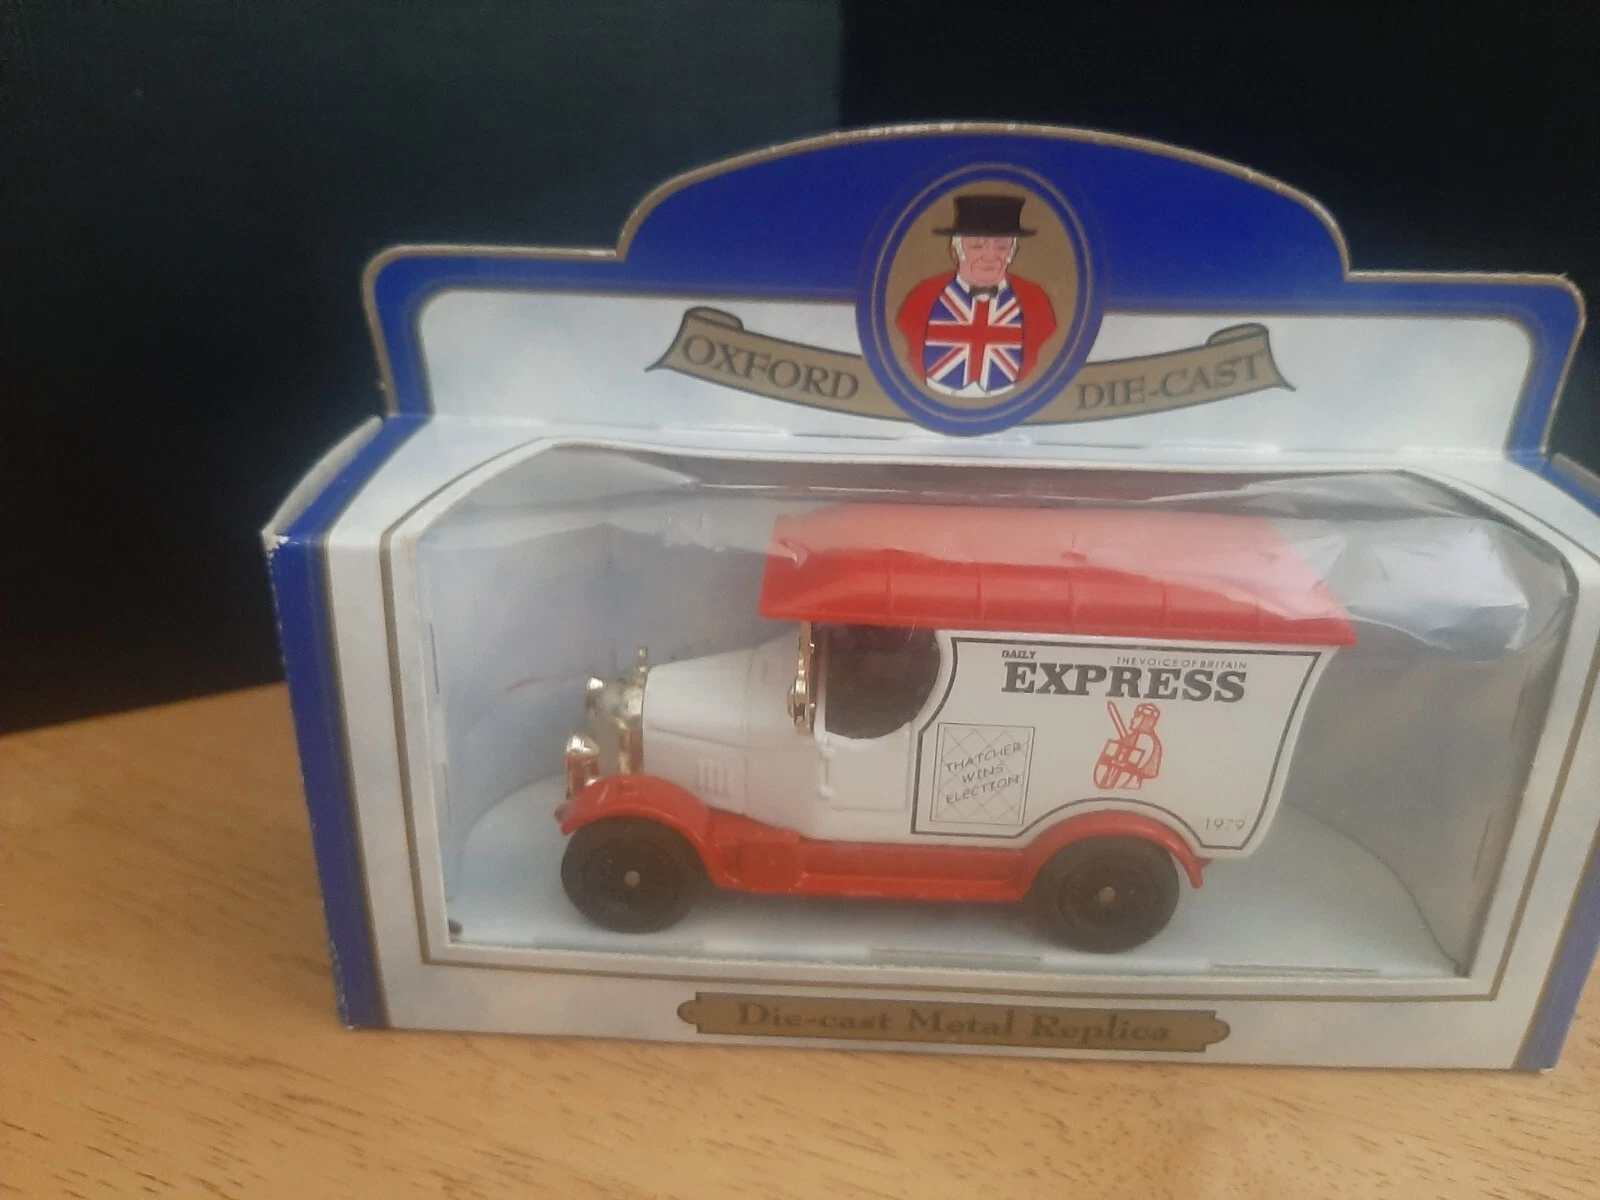 OXFORD DIE-CAST
DAILY
THE VOICE OF BRITAIN
EXPRESS
THATCHER
WINS
ELECTION
1979
Die-cast Metal Replica